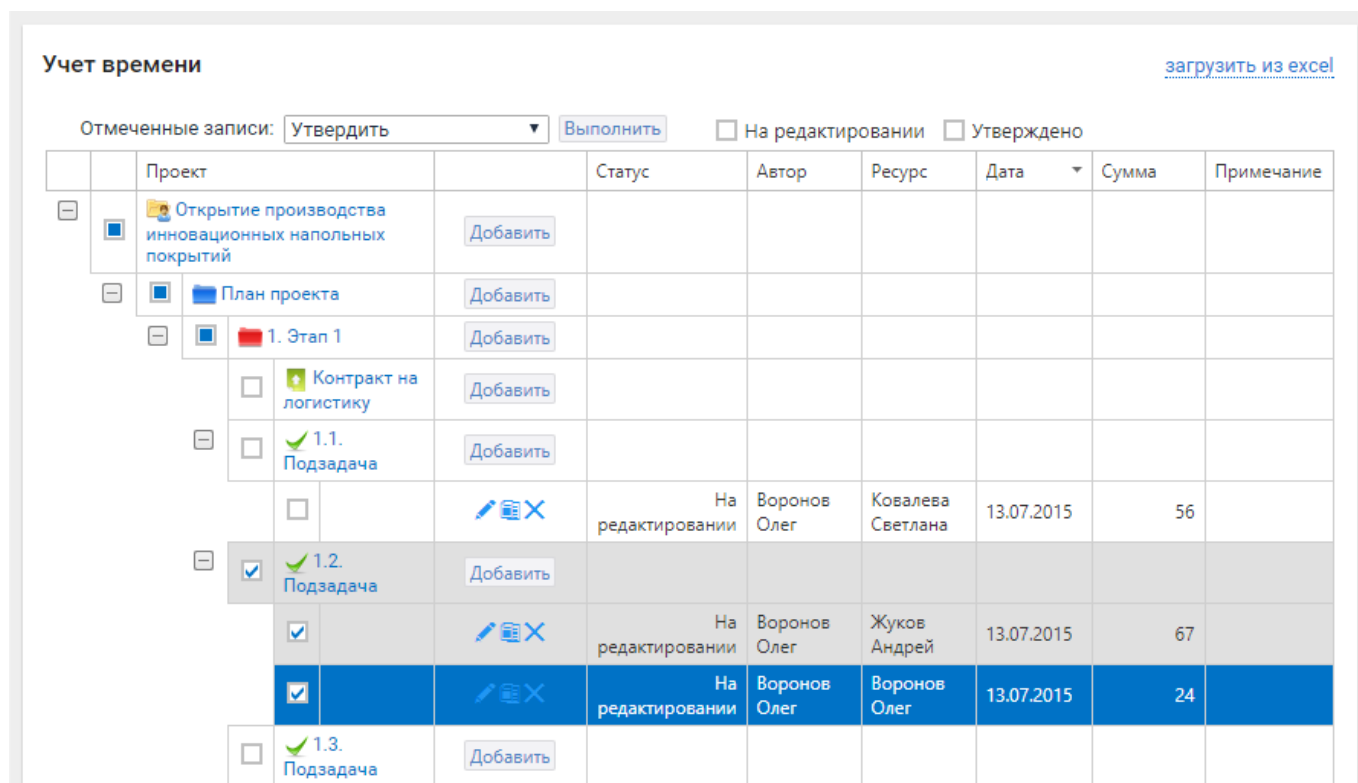 Учет времени
загрузить из excel
Отмеченные записи: Утвердить Выполнить На редактировании Утверждено
Проект Статус Автор Ресурс Дата Сумма Примечание
Открытие производства
инновационных напольных
покрытий
Добавить
План проекта Добавить
1. Этап 1 Добавить
Контракт на
логистику
Добавить
1.1.
Подзадача
Добавить
На
редактировании
Воронов
Олег
Ковалева
Светлана
13.07.2015
56
1.2.
Подзадача
Добавить
На
редактировании
Воронов
Олег
Жуков
Андрей
13.07.2015
67
На
редактировании
Воронов
Олег
Воронов
Олег
13.07.2015
24
1.3.
Подзадача
Добавить